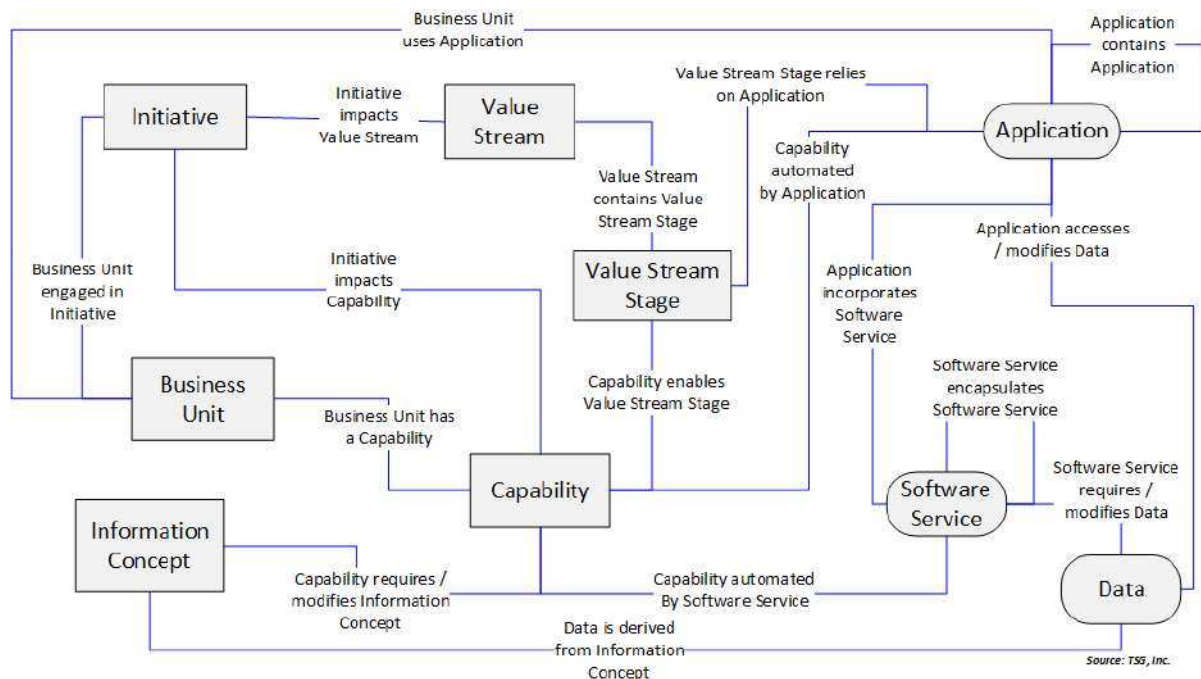 Business Unit
uses Application
Application
contains
Application
Value Stream Stage relies
on Application
Initiative
Initiative
impacts
Value Stream
Value
Stream
Application
Capability
automated
by Application
Value Stream
contains Value
Stream Stage
Application accesses
/ modifies Data
Business Unit
engaged in
Initiative
Initiative
impacts
Capability
Value Stream
Stage
Application
incorporates
Software
Service
Business
Unit
Business Unit has
a Capability
Capability enables
Value Stream Stage
Software Service
encapsulates
Software Service
Capability
Software
Service
Software Service
requires /
modifies Data
Information
Concept
Capability requires /
modifies Information
Concept
Capability automated
By Software Service
Data
Data is derived
from Information
Concept
Source: TSG, Inc.